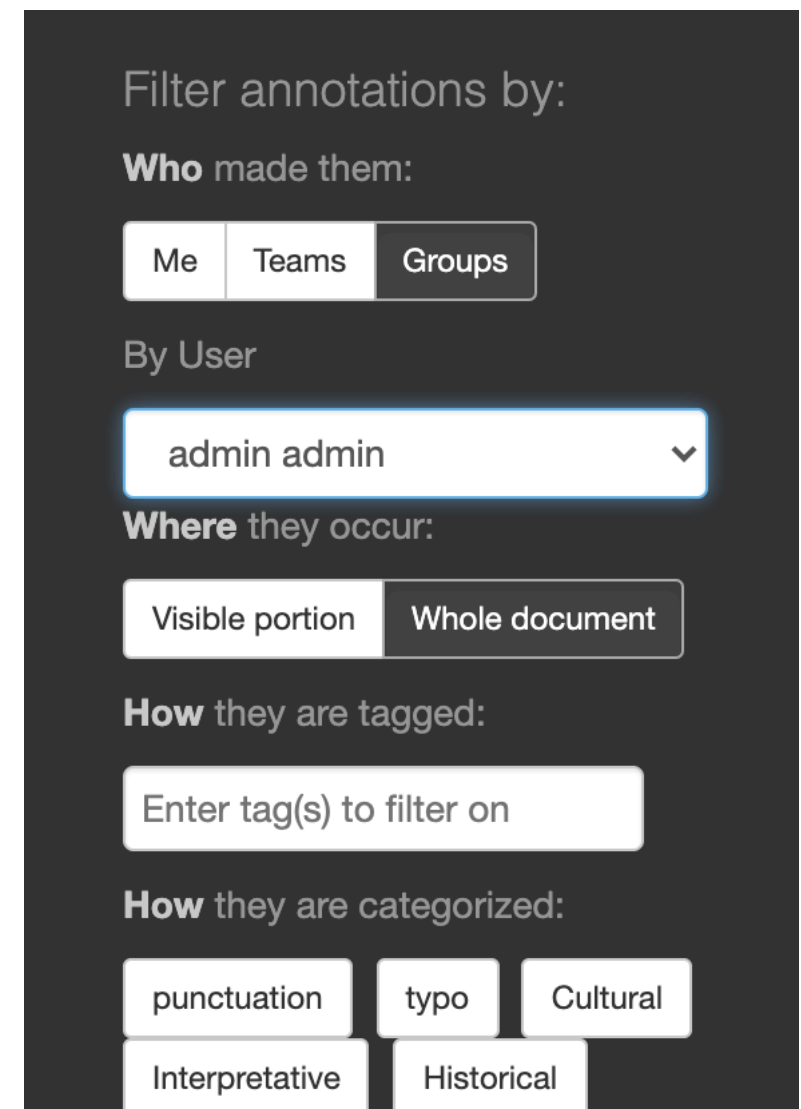 Filter annotations by:
Who made them:
Me Teams Groups
By User
admin admin
Where they occur:
Visible portion Whole document
How they are tagged:
Enter tag(s) to filter on
How they are categorized:
punctuation typo Cultural
Interpretative Historical